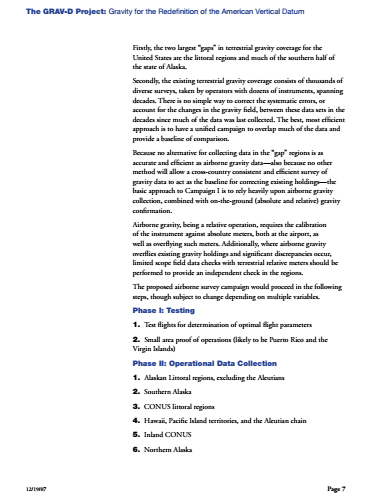 The GRAV-D Project: Gravity for the Redefinition of the American Vertical Datum
Firstly, the two largest "gaps" in terrestrial gravity coverage for the
United States are the littoral regions and much of the southern half of
the state of Alaska.
Secondly, the existing terrestrial gravity coverage consists of thousands of
diverse surveys, taken by operators with dozens of instruments, spanning
decades. There is no simple way to correct the systematic errors, or
account for the changes in the gravity field, between these data sets in the
decades since much of the data was last collected. The best, most efficient
approach is to have a unified campaign to overlap much of the data and
provide a baseline of comparison.
Because no alternative for collecting data in the "gap" regions is as
accurate and efficient as airborne gravity data—also because no other
method will allow a cross-country consistent and efficient survey of
gravity data to act as the baseline for correcting existing holdings—the
basic approach to Campaign I is to rely heavily upon airborne gravity
collection, combined with on-the-ground (absolute and relative) gravity
confirmation.
Airborne gravity, being a relative operation, requires the calibration
of the instrument against absolute meters, both at the airport, as
well as overflying such meters. Additionally, where airborne gravity
overflies existing gravity holdings and significant discrepancies occur,
limited scope field data checks with terrestrial relative meters should be
performed to provide an independent check in the regions.
The proposed airborne survey campaign would proceed in the following
steps, though subject to change depending on multiple variables.
Phase I: Testing
1. Test flights for determination of optimal flight parameters
2. Small area proof of operations (likely to be Puerto Rico and the
Virgin Islands)
Phase II: Operational Data Collection
1. Alaskan Littoral regions, excluding the Aleutians
2. Southern Alaska
3. CONUS littoral regions
4. Hawaii, Pacific Island territories, and the Aleutian chain
5. Inland CONUS
6. Northern Alaska
12/19/07
Page 7